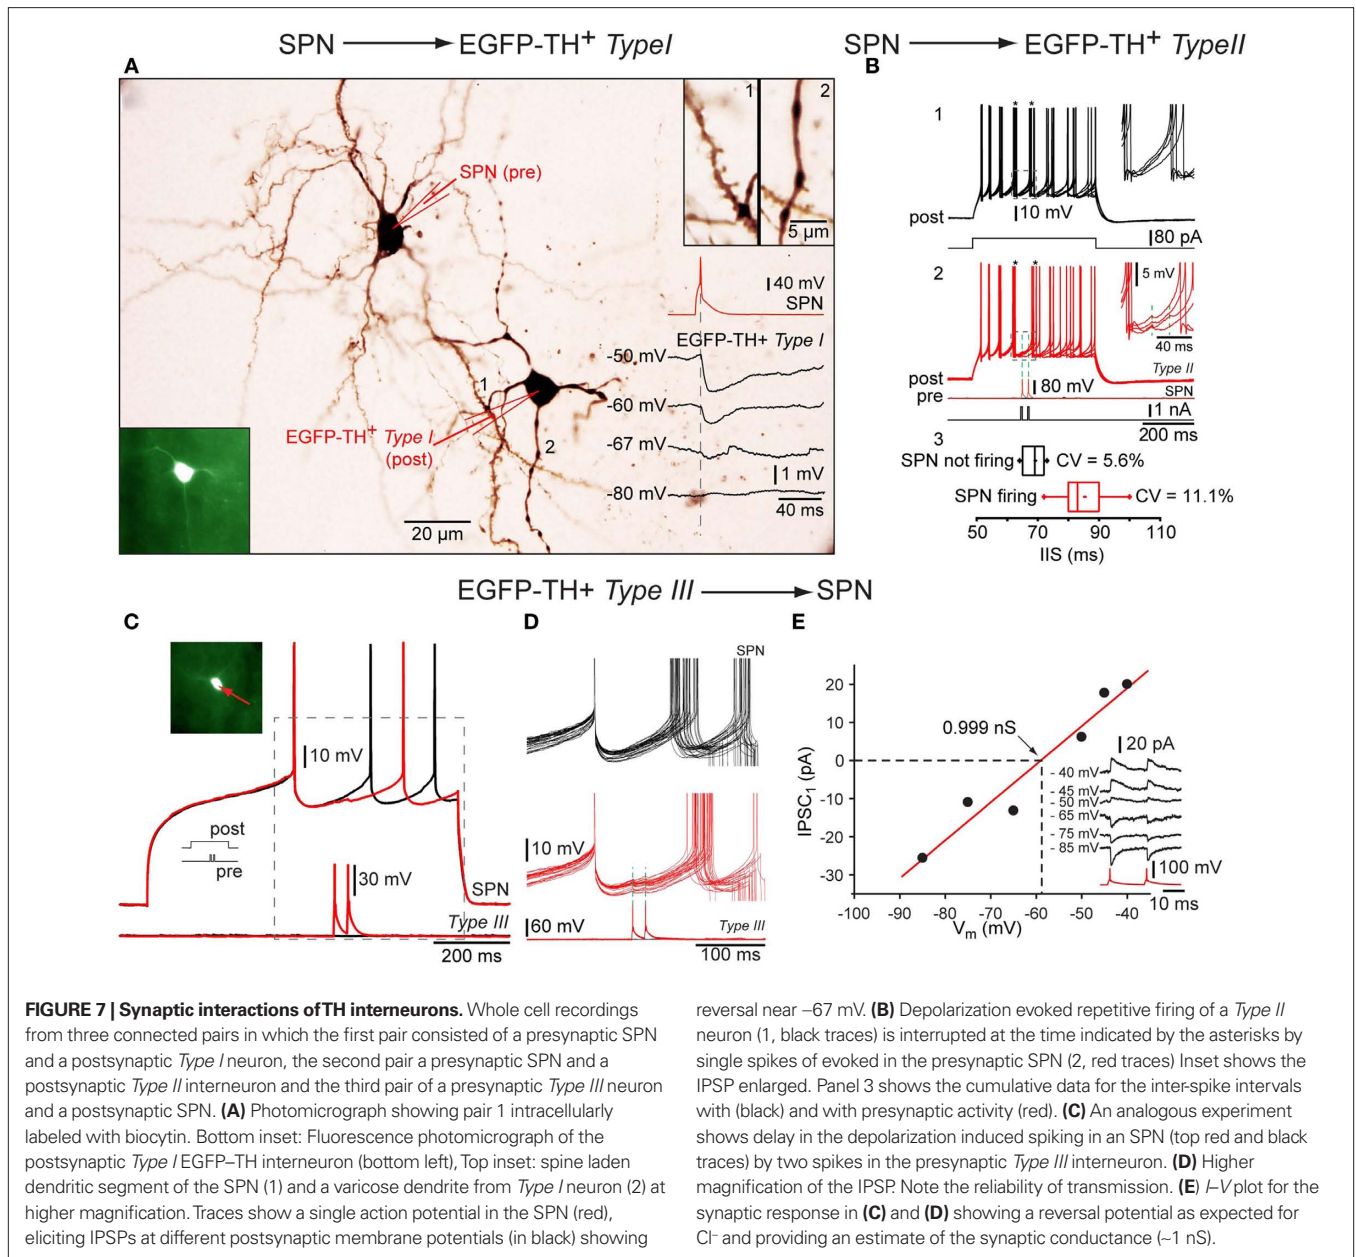 SPN → EGFP-TH⁺ Type I
SPN → EGFP-TH⁺ Type II
A
1
2
SPN (pre)
5 µm
40 mV
SPN
EGFP-TH+ Type I
-50 mV
-60 mV
-67 mV
-80 mV
1 mV
40 ms
1
2
EGFP-TH⁺ Type I
(post)
20 µm
B
1
* *
post
10 mV
80 pA
2
* *
5 mV
40 ms
Type II
post
pre
80 mV
SPN
1 nA
200 ms
3
SPN not firing
CV = 5.6%
SPN firing
CV = 11.1%
50 70 90 110
IIS (ms)
EGFP-TH+ Type III → SPN
C
10 mV
post
pre
30 mV
SPN
Type III
200 ms
D
SPN
10 mV
60 mV
Type III
100 ms
E
20
10
0
-10
-20
-30
IPSC₁ (pA)
0.999 nS
20 pA
- 40 mV
- 45 mV
- 50 mV
- 65 mV
- 75 mV
- 85 mV
100 mV
10 ms
-100 -90 -80 -70 -60 -50 -40
Vₘ (mV)
FIGURE 7 | Synaptic interactions of TH interneurons. Whole cell recordings
from three connected pairs in which the first pair consisted of a presynaptic SPN
and a postsynaptic Type I neuron, the second pair a presynaptic SPN and a
postsynaptic Type II interneuron and the third pair of a presynaptic Type III neuron
and a postsynaptic SPN. (A) Photomicrograph showing pair 1 intracellularly
labeled with biocytin. Bottom inset: Fluorescence photomicrograph of the
postsynaptic Type I EGFP–TH interneuron (bottom left), Top inset: spine laden
dendritic segment of the SPN (1) and a varicose dendrite from Type I neuron (2) at
higher magnification. Traces show a single action potential in the SPN (red),
eliciting IPSPs at different postsynaptic membrane potentials (in black) showing
reversal near –67 mV. (B) Depolarization evoked repetitive firing of a Type II
neuron (1, black traces) is interrupted at the time indicated by the asterisks by
single spikes of evoked in the presynaptic SPN (2, red traces) Inset shows the
IPSP enlarged. Panel 3 shows the cumulative data for the inter-spike intervals
with (black) and with presynaptic activity (red). (C) An analogous experiment
shows delay in the depolarization induced spiking in an SPN (top red and black
traces) by two spikes in the presynaptic Type III interneuron. (D) Higher
magnification of the IPSP. Note the reliability of transmission. (E) I–V plot for the
synaptic response in (C) and (D) showing a reversal potential as expected for
Cl⁻ and providing an estimate of the synaptic conductance (~1 nS).